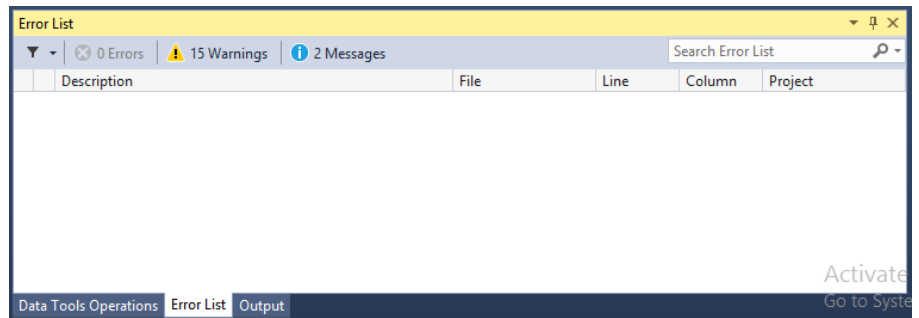 Error List
0 Errors 15 Warnings 2 Messages Search Error List
Description File Line Column Project
Activate
Data Tools Operations Error List Output Go to Syste